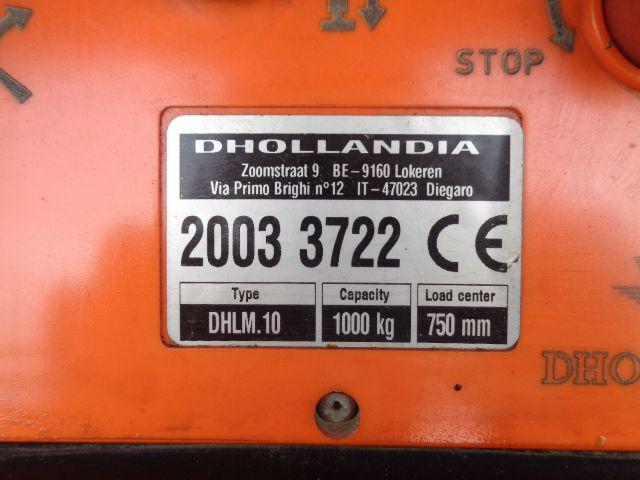 STOP
DHOLLANDIA
Zoomstraat 9 BE-9160 Lokeren
Via Primo Brighi n°12 IT-47023 Diegaro
2003 3722 CE
Type Capacity Load center
DHLM.10 1000 kg 750 mm
DHO